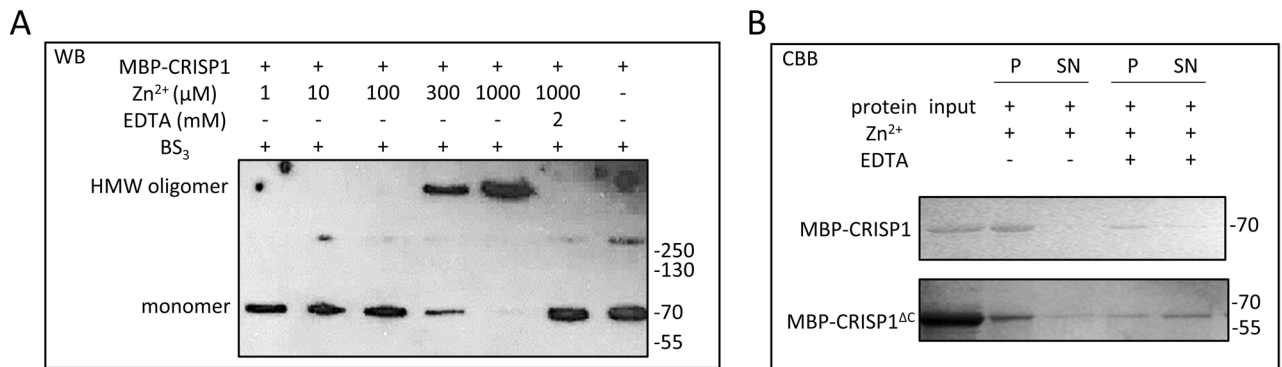 A
WB
MBP-CRISP1 + + + + + + +
Zn²⁺ (μM) 1 10 100 300 1000 1000 -
EDTA (mM) - - - - - 2 -
BS₃ + + + + + + +
HMW oligomer
-250
-130
monomer
-70
-55
B
CBB
P SN P SN
protein input + + + +
Zn²⁺ + + + +
EDTA - - + +
MBP-CRISP1 -70
-70
MBP-CRISP1ΔC
-55